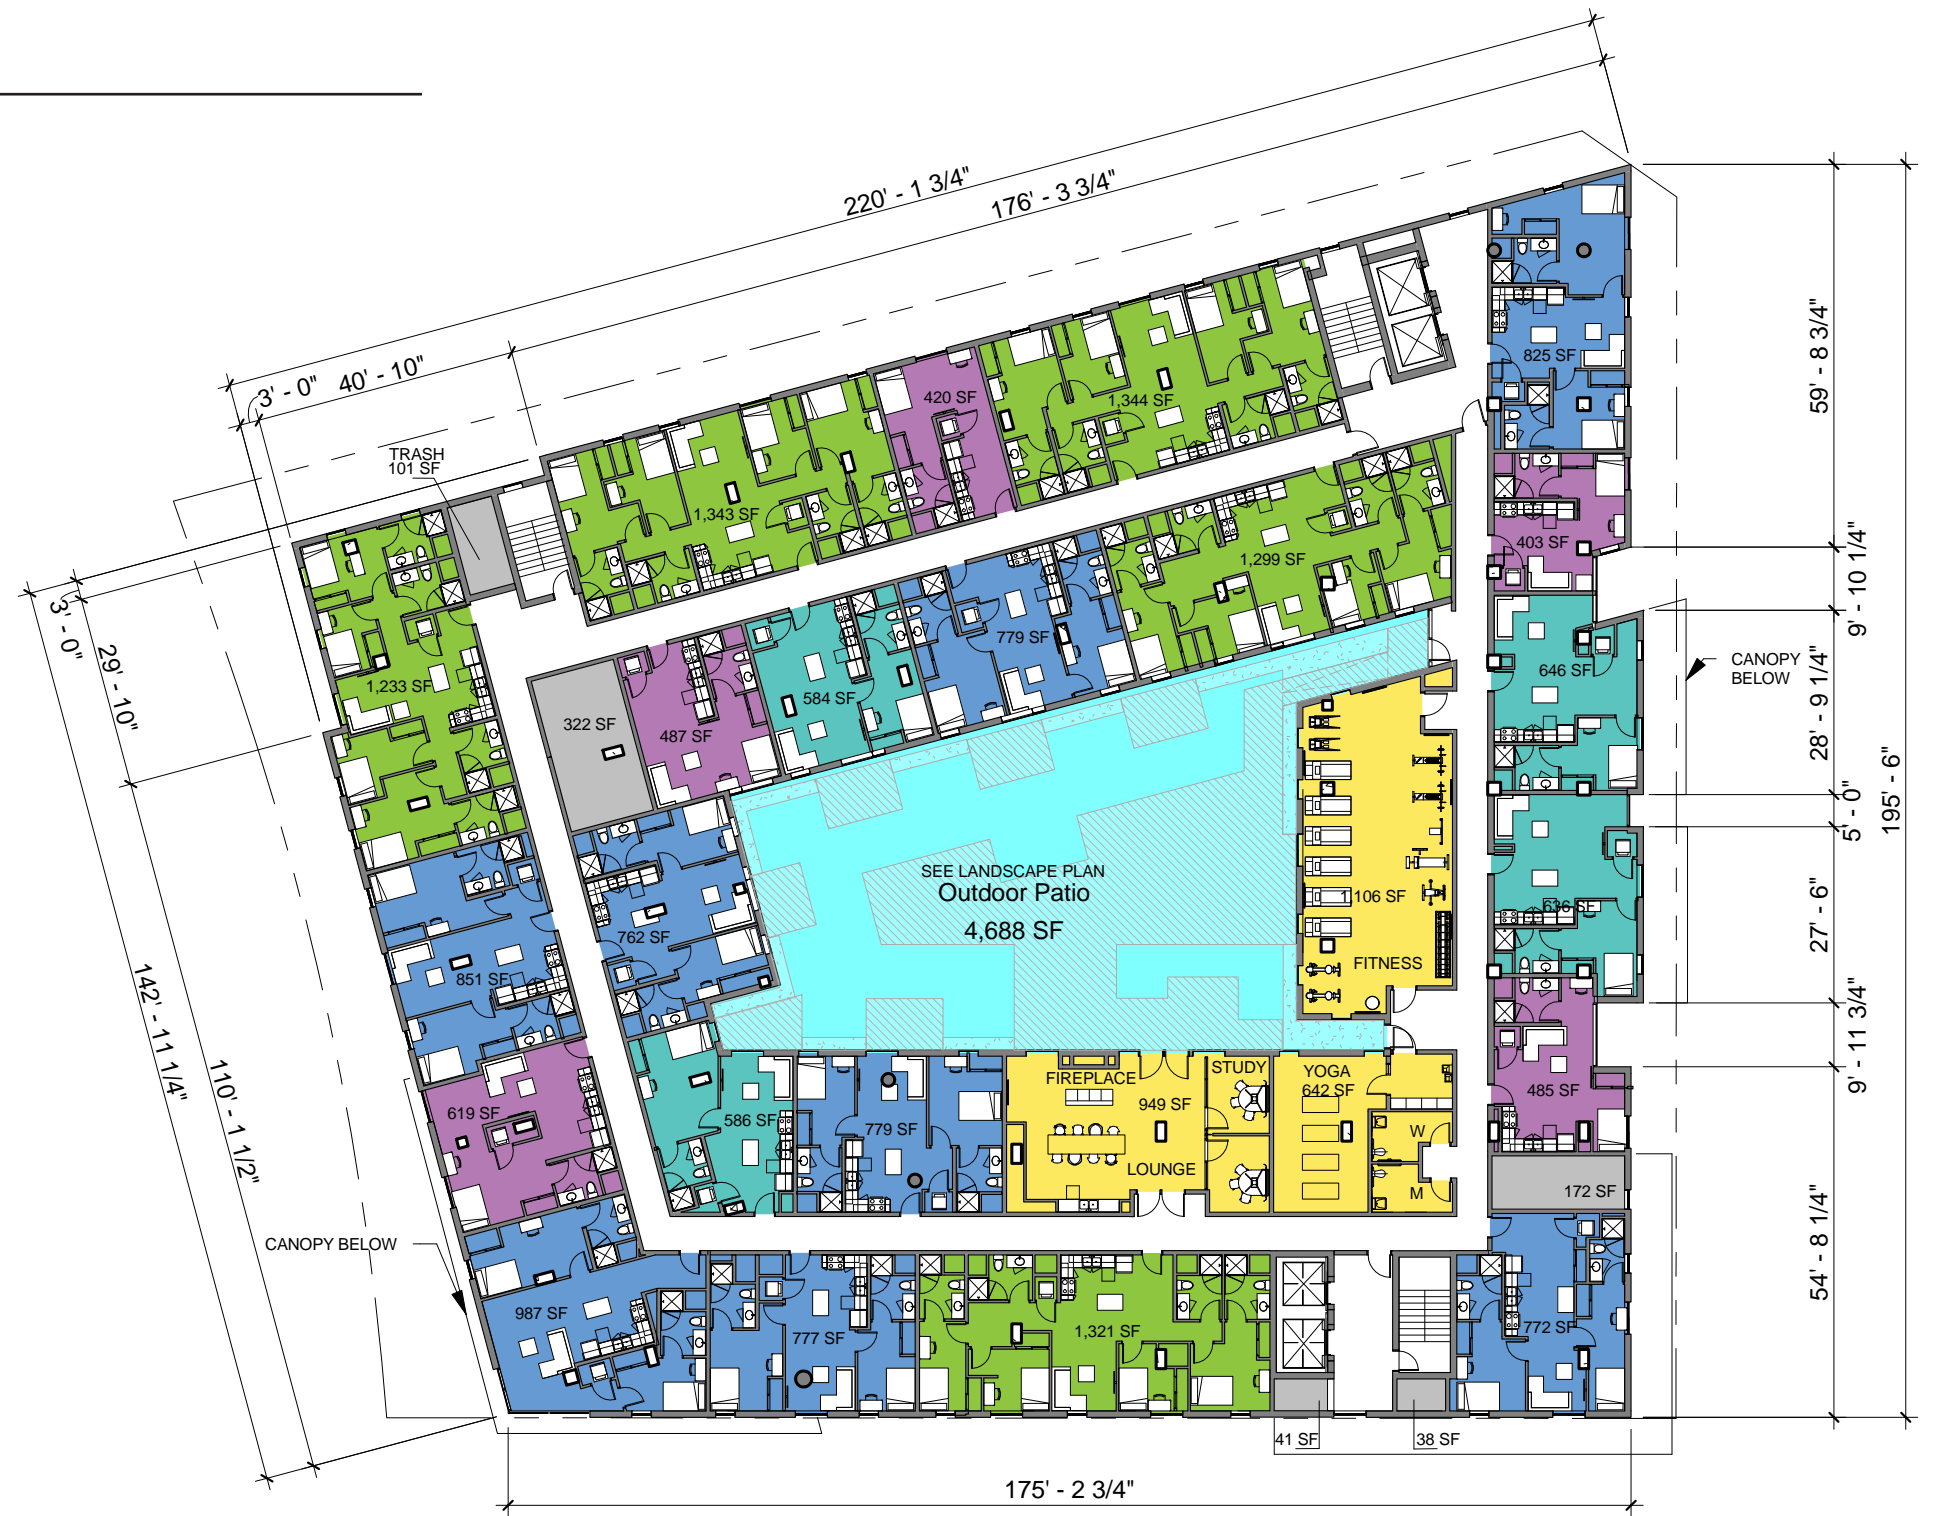 220' - 1 3/4"
176' - 3 3/4"
3' - 0"
40' - 10"
TRASH
101 SF
420 SF
1,344 SF
825 SF
59' - 8 3/4"
1,343 SF
1,299 SF
403 SF
9' - 10 1/4"
3' - 0"
29' - 10"
1,233 SF
322 SF
487 SF
584 SF
779 SF
646 SF
CANOPY
BELOW
28' - 9 1/4"
5' - 0"
195' - 6"
SEE LANDSCAPE PLAN
Outdoor Patio
4,688 SF
1,106 SF
FITNESS
636 SF
27' - 6"
762 SF
851 SF
142' - 11 1/4"
110' - 1 1/2"
9' - 11 3/4"
619 SF
586 SF
779 SF
FIREPLACE
949 SF
LOUNGE
STUDY
YOGA
642 SF
W
M
485 SF
172 SF
CANOPY BELOW
987 SF
777 SF
1,321 SF
772 SF
54' - 8 1/4"
41 SF
38 SF
175' - 2 3/4"